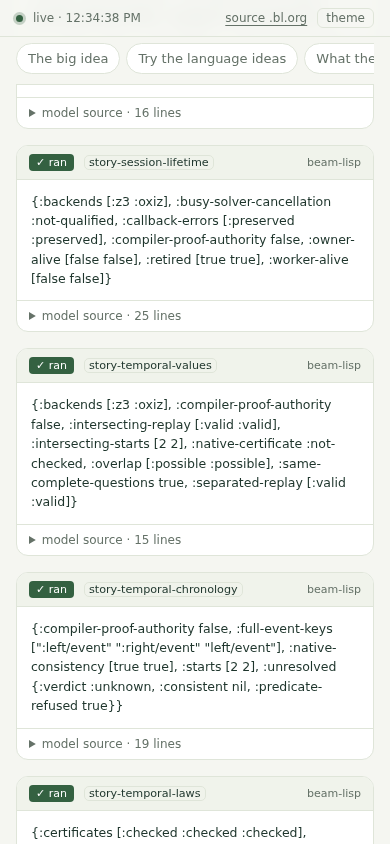 live · 12:34:38 PM
source .bl.org
theme
The big idea
Try the language ideas
What the
▶ model source · 16 lines
✓ ran
story-session-lifetime
beam-lisp
{:backends [:z3 :oxiz], :busy-solver-cancellation
:not-qualified, :callback-errors [:preserved
:preserved], :compiler-proof-authority false, :owner-
alive [false false], :retired [true true], :worker-alive
[false false]}
▶ model source · 25 lines
✓ ran
story-temporal-values
beam-lisp
{:backends [:z3 :oxiz], :compiler-proof-authority
false, :intersecting-replay [:valid :valid],
:intersecting-starts [2 2], :native-certificate :not-
checked, :overlap [:possible :possible], :same-
complete-questions true, :separated-replay [:valid
:valid]}
▶ model source · 15 lines
✓ ran
story-temporal-chronology
beam-lisp
{:compiler-proof-authority false, :full-event-keys
[":left/event" ":right/event" "left/event"], :native-
consistency [true true], :starts [2 2], :unresolved
{:verdict :unknown, :consistent nil, :predicate-
refused true}}
▶ model source · 19 lines
✓ ran
story-temporal-laws
beam-lisp
{:certificates [:checked :checked :checked],